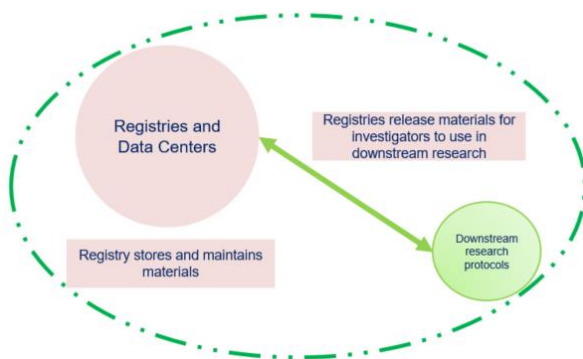 Registries and
Data Centers
Registries release materials for
investigators to use in
downstream research
Registry stores and maintains
materials
Downstream
research
protocols